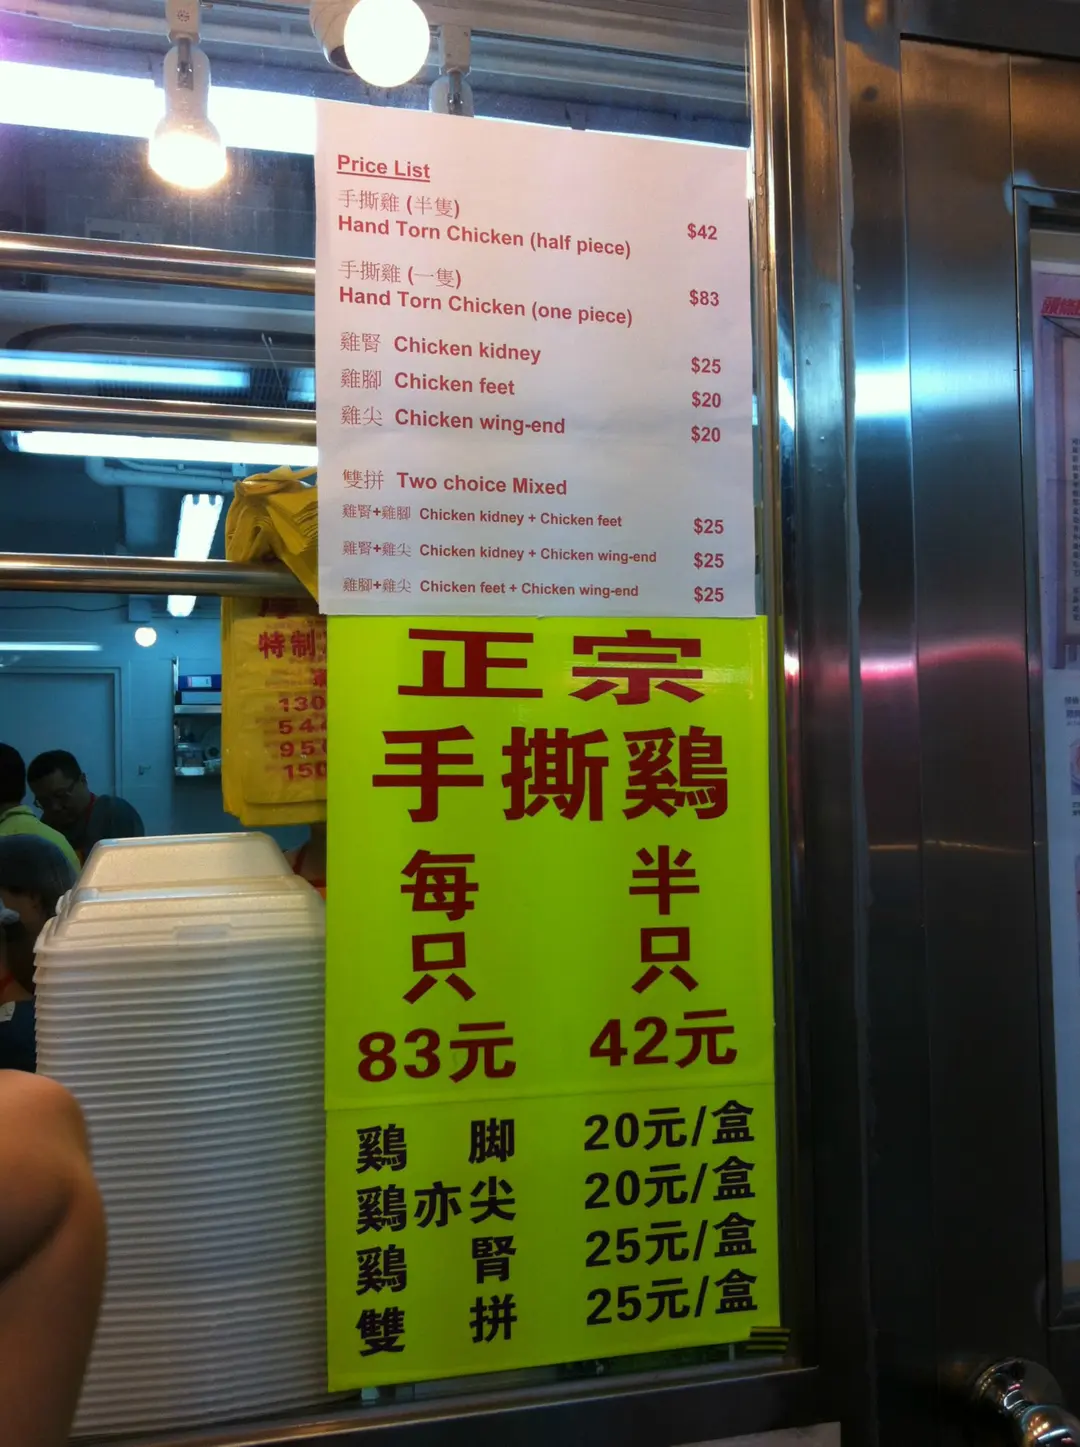 Price List
手撕雞 (半隻)
Hand Torn Chicken (half piece) $42
手撕雞 (一隻)
Hand Torn Chicken (one piece) $83
雞腎 Chicken kidney $25
雞腳 Chicken feet $20
雞尖 Chicken wing-end $20
雙拼 Two choice Mixed
雞腎+雞腳 Chicken kidney + Chicken feet $25
雞腎+雞尖 Chicken kidney + Chicken wing-end $25
雞腳+雞尖 Chicken feet + Chicken wing-end $25
正宗
手撕鷄
每只 半只
83元 42元
鷄脚 20元/盒
鷄亦尖 20元/盒
鷄腎 25元/盒
雙拼 25元/盒
特制
130
54
95
150